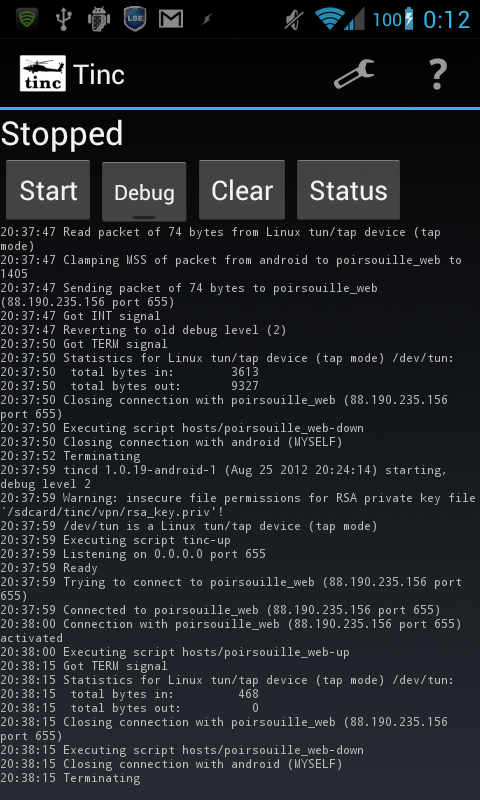 LBE
100
0:12
tinc
Tinc
?
Stopped
Start
Debug
Clear
Status
20:37:47 Read packet of 74 bytes from Linux tun/tap device (tap
mode)
20:37:47 Clamping MSS of packet from android to poirsouille_web to
1405
20:37:47 Sending packet of 74 bytes to poirsouille_web
(88.190.235.156 port 655)
20:37:47 Got INT signal
20:37:47 Reverting to old debug level (2)
20:37:50 Got TERM signal
20:37:50 Statistics for Linux tun/tap device (tap mode) /dev/tun:
20:37:50  total bytes in:        3613
20:37:50  total bytes out:       9327
20:37:50 Closing connection with poirsouille_web (88.190.235.156
port 655)
20:37:50 Executing script hosts/poirsouille_web-down
20:37:50 Closing connection with android (MYSELF)
20:37:52 Terminating
20:37:59 tincd 1.0.19-android-1 (Aug 25 2012 20:24:14) starting,
debug level 2
20:37:59 Warning: insecure file permissions for RSA private key file
`/sdcard/tinc/vpn/rsa_key.priv'!
20:37:59 /dev/tun is a Linux tun/tap device (tap mode)
20:37:59 Executing script tinc-up
20:37:59 Listening on 0.0.0.0 port 655
20:37:59 Ready
20:37:59 Trying to connect to poirsouille_web (88.190.235.156 port
655)
20:37:59 Connected to poirsouille_web (88.190.235.156 port 655)
20:38:00 Connection with poirsouille_web (88.190.235.156 port 655)
activated
20:38:00 Executing script hosts/poirsouille_web-up
20:38:15 Got TERM signal
20:38:15 Statistics for Linux tun/tap device (tap mode) /dev/tun:
20:38:15  total bytes in:         468
20:38:15  total bytes out:          0
20:38:15 Closing connection with poirsouille_web (88.190.235.156
port 655)
20:38:15 Executing script hosts/poirsouille_web-down
20:38:15 Closing connection with android (MYSELF)
20:38:15 Terminating